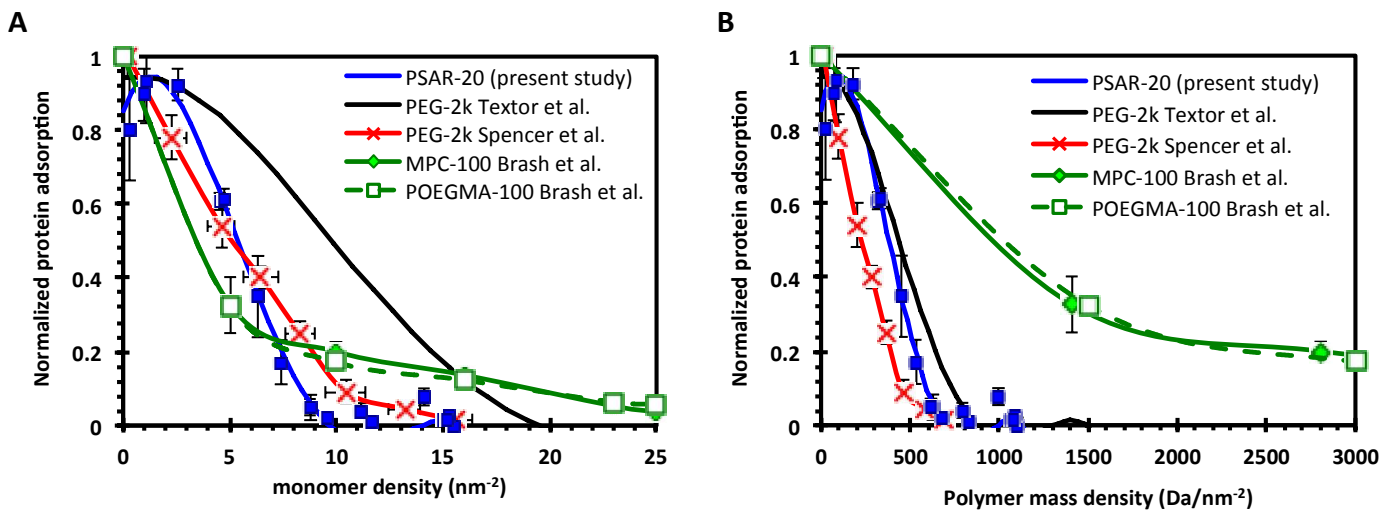 A
Normalized protein adsorption
1
0.8
0.6
0.4
0.2
0
0 5 10 15 20 25
monomer density (nm-2)
PSAR-20 (present study)
PEG-2k Textor et al.
PEG-2k Spencer et al.
MPC-100 Brash et al.
POEGMA-100 Brash et al.
B
Normalized protein adsorption
1
0.8
0.6
0.4
0.2
0
0 500 1000 1500 2000 2500 3000
Polymer mass density (Da/nm-2)
PSAR-20 (present study)
PEG-2k Textor et al.
PEG-2k Spencer et al.
MPC-100 Brash et al.
POEGMA-100 Brash et al.